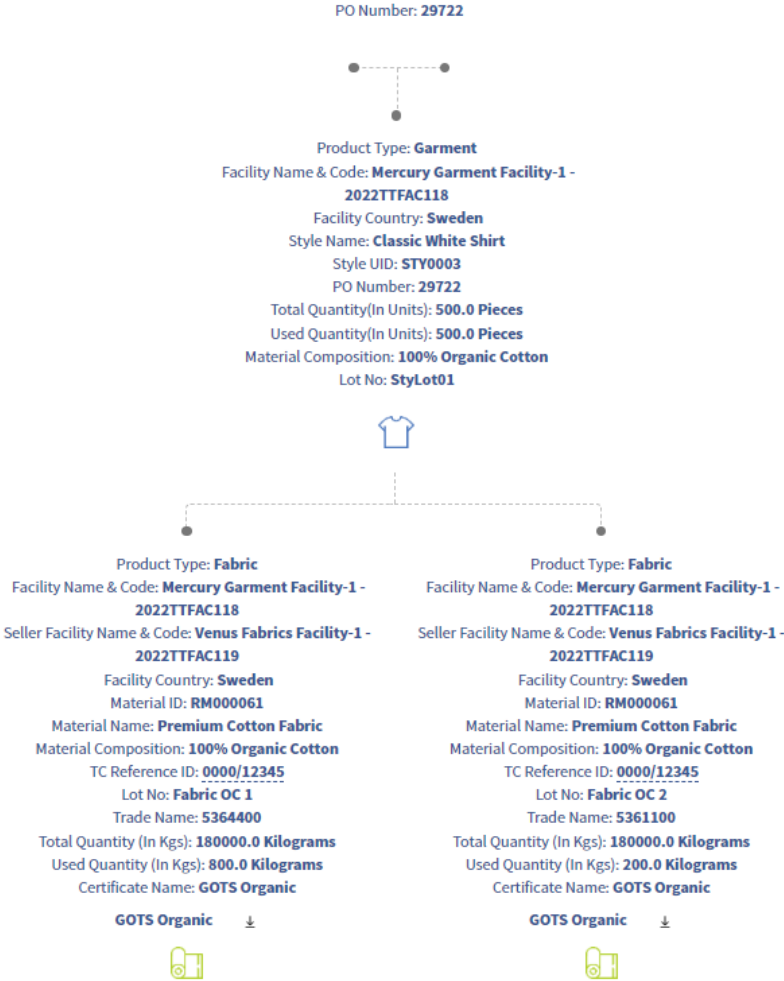 PO Number: 29722
Product Type: Garment
Facility Name & Code: Mercury Garment Facility-1 -
2022TTFAC118
Facility Country: Sweden
Style Name: Classic White Shirt
Style UID: STY0003
PO Number: 29722
Total Quantity(In Units): 500.0 Pieces
Used Quantity(In Units): 500.0 Pieces
Material Composition: 100% Organic Cotton
Lot No: StyLot01
Product Type: Fabric
Facility Name & Code: Mercury Garment Facility-1 -
2022TTFAC118
Seller Facility Name & Code: Venus Fabrics Facility-1 -
2022TTFAC119
Facility Country: Sweden
Material ID: RM000061
Material Name: Premium Cotton Fabric
Material Composition: 100% Organic Cotton
TC Reference ID: 0000/12345
Lot No: Fabric OC 1
Trade Name: 5364400
Total Quantity (In Kgs): 180000.0 Kilograms
Used Quantity (In Kgs): 800.0 Kilograms
Certificate Name: GOTS Organic
GOTS Organic
Product Type: Fabric
Facility Name & Code: Mercury Garment Facility-1 -
2022TTFAC118
Seller Facility Name & Code: Venus Fabrics Facility-1 -
2022TTFAC119
Facility Country: Sweden
Material ID: RM000061
Material Name: Premium Cotton Fabric
Material Composition: 100% Organic Cotton
TC Reference ID: 0000/12345
Lot No: Fabric OC 2
Trade Name: 5361100
Total Quantity (In Kgs): 180000.0 Kilograms
Used Quantity (In Kgs): 200.0 Kilograms
Certificate Name: GOTS Organic
GOTS Organic